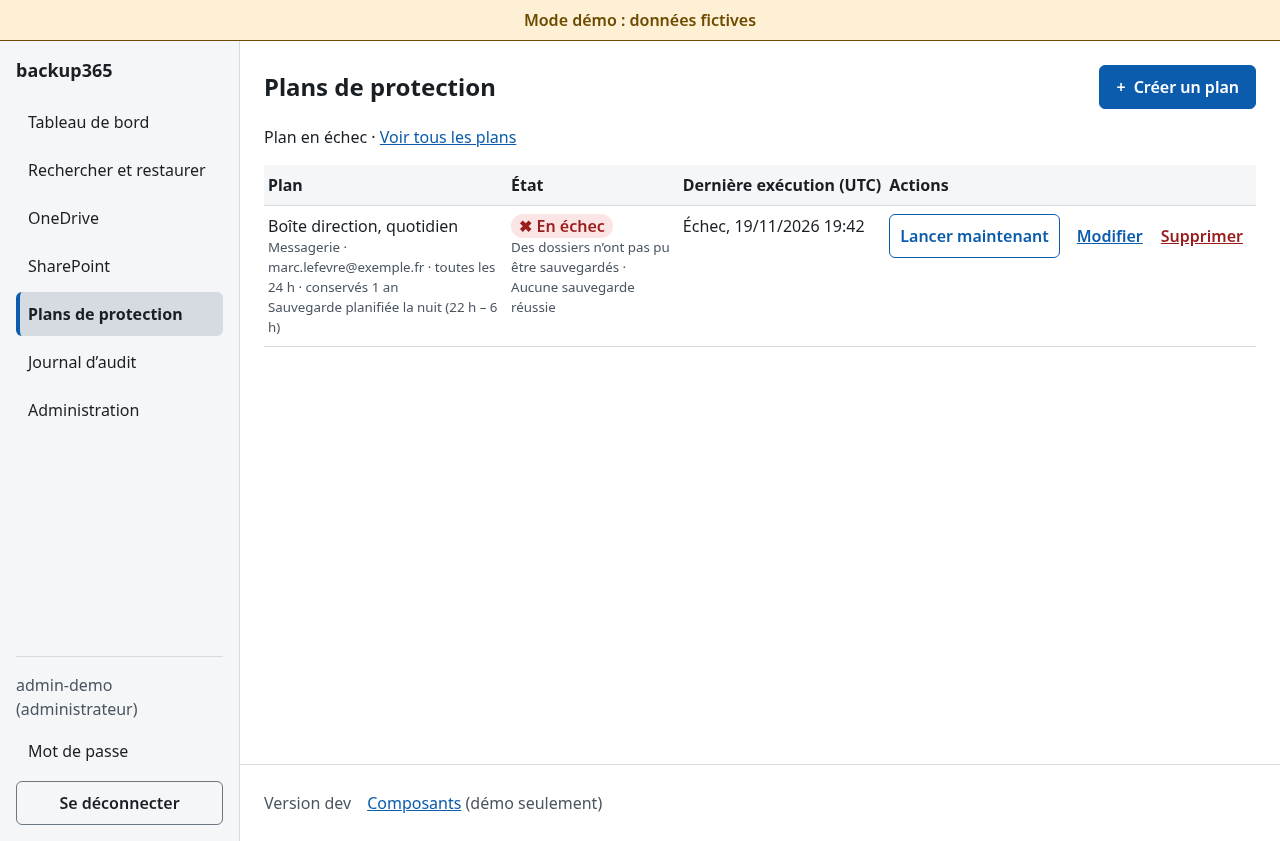 Mode démo : données fictives
backup365
Tableau de bord
Rechercher et restaurer
OneDrive
SharePoint
Plans de protection
Journal d’audit
Administration
admin-demo
(administrateur)
Mot de passe
Se déconnecter
Plans de protection
+ Créer un plan
Plan en échec · Voir tous les plans
Plan État Dernière exécution (UTC) Actions
Boîte direction, quotidien
Messagerie ·
marc.lefevre@exemple.fr · toutes les
24 h · conservés 1 an
Sauvegarde planifiée la nuit (22 h – 6
h)
✖ En échec
Des dossiers n’ont pas pu
être sauvegardés ·
Aucune sauvegarde
réussie
Échec, 19/11/2026 19:42
Lancer maintenant Modifier Supprimer
Version dev Composants (démo seulement)